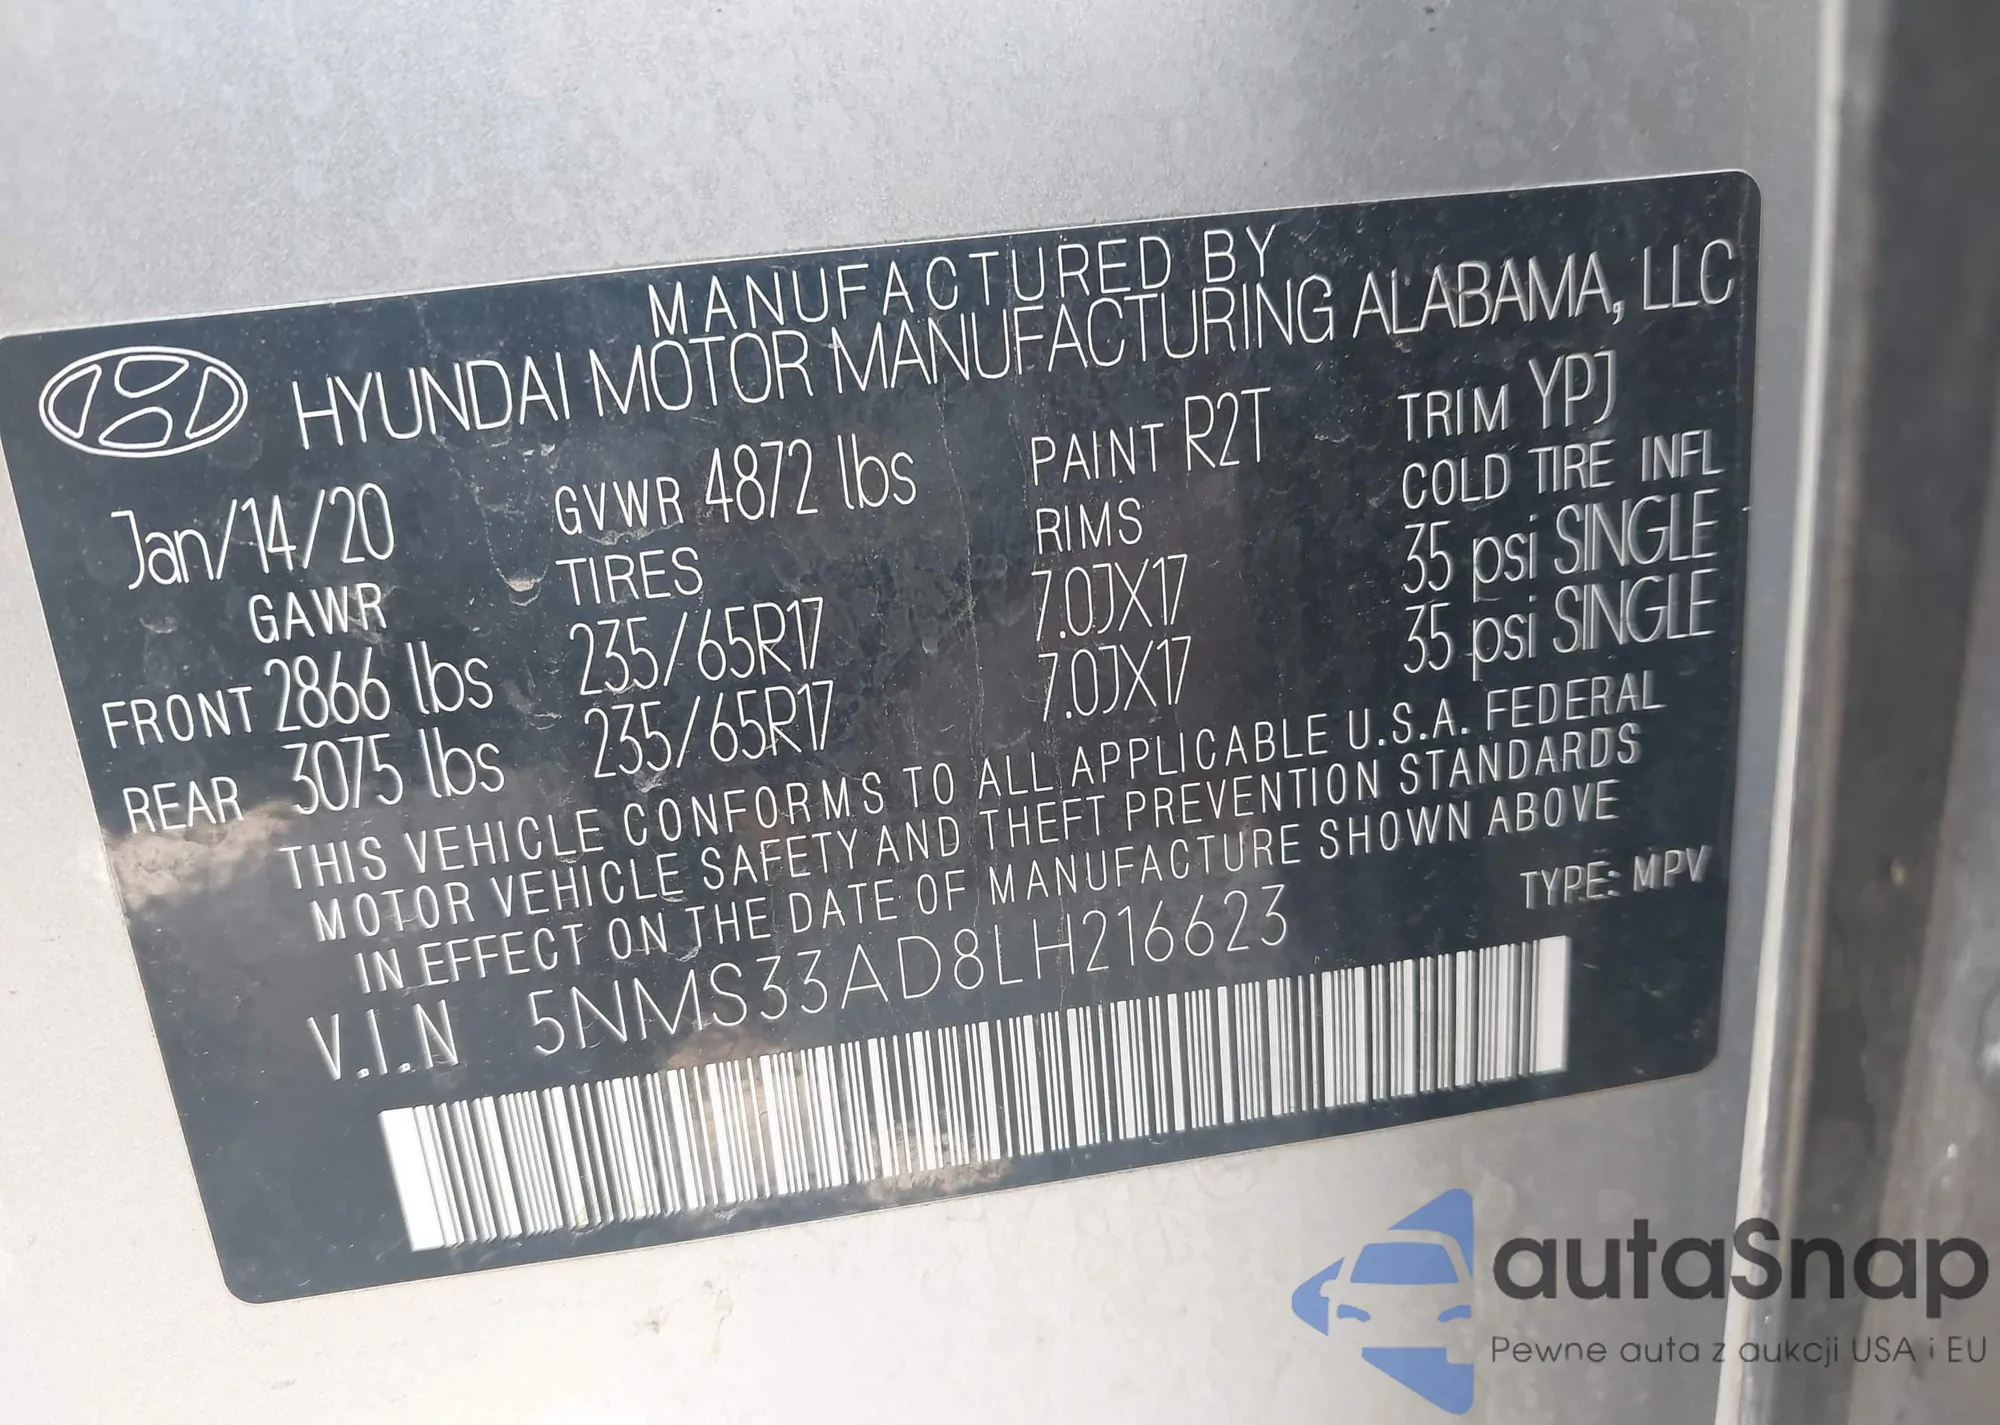 MANUFACTURED BY
HYUNDAI MOTOR MANUFACTURING ALABAMA, LLC
Jan/14/20 GVWR 4872 lbs PAINT R2T TRIM YPJ
GAWR TIRES RIMS COLD TIRE INFL
FRONT 2866 lbs 235/65R17 7.0JX17 35 psi SINGLE
REAR 3075 lbs 235/65R17 7.0JX17 35 psi SINGLE
THIS VEHICLE CONFORMS TO ALL APPLICABLE U.S.A. FEDERAL
MOTOR VEHICLE SAFETY AND THEFT PREVENTION STANDARDS
IN EFFECT ON THE DATE OF MANUFACTURE SHOWN ABOVE
V.I.N 5NMS33AD8LH216623 TYPE: MPV
autaSnap
Pewne auta z aukcji USA i EU